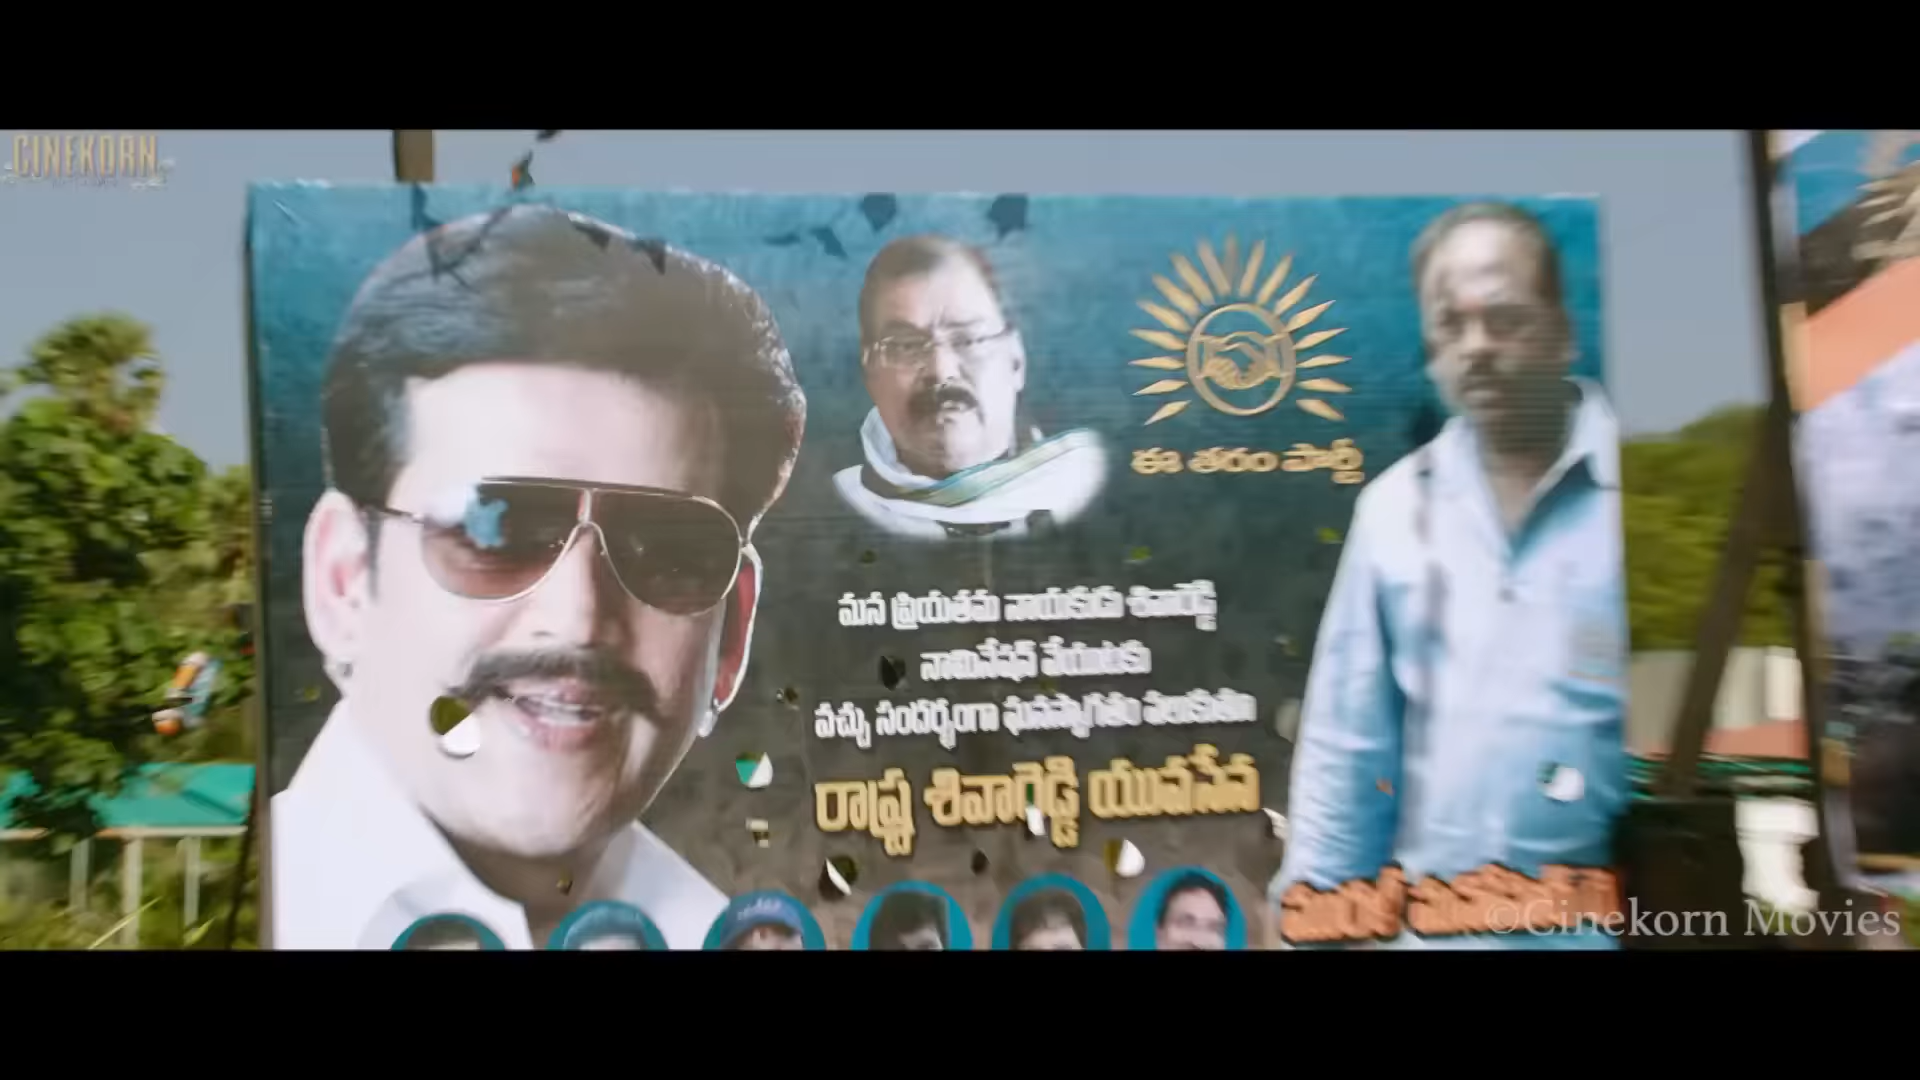 CINEKORN
ఈ తరం పార్టీ
మన ప్రియతమ నాయకుడు శివారెడ్డి
నామినేషన్ వేయుటకు
వచ్చు సందర్భంగా ఘనస్వాగతం పలుకుతూ
రాష్ట్ర శివారెడ్డి యువసేన
©Cinekorn Movies